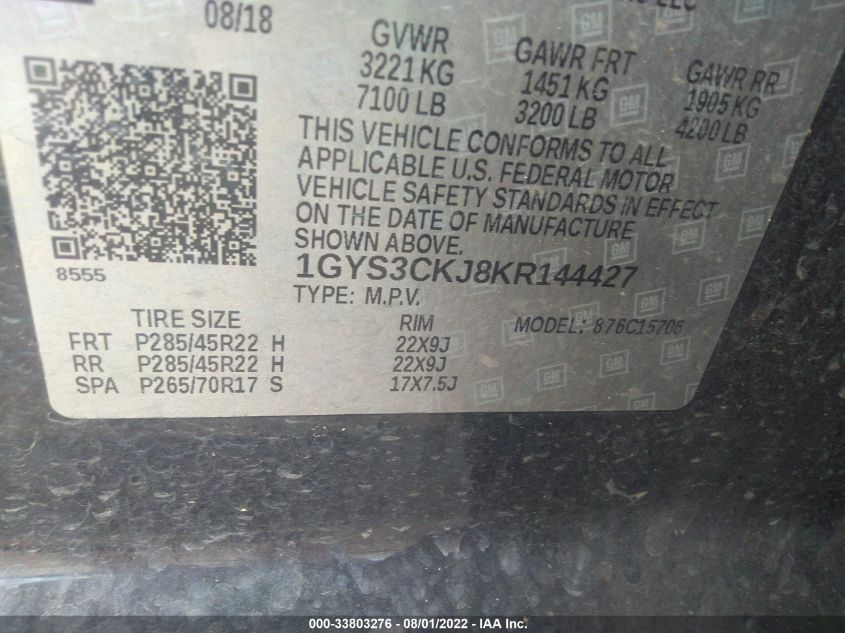 LLC
08/18
GVWR GAWR FRT GAWR RR
3221 KG 1451 KG 1905 KG
7100 LB 3200 LB 4200 LB
THIS VEHICLE CONFORMS TO ALL
APPLICABLE U.S. FEDERAL MOTOR
VEHICLE SAFETY STANDARDS IN EFFECT
ON THE DATE OF MANUFACTURE
SHOWN ABOVE.
8555
1GYS3CKJ8KR144427
TYPE: M.P.V.
TIRE SIZE RIM MODEL: 876C15706
FRT P285/45R22 H 22X9J
RR P285/45R22 H 22X9J
SPA P265/70R17 S 17X7.5J
GM
000-33803276 - 08/01/2022 - IAA Inc.